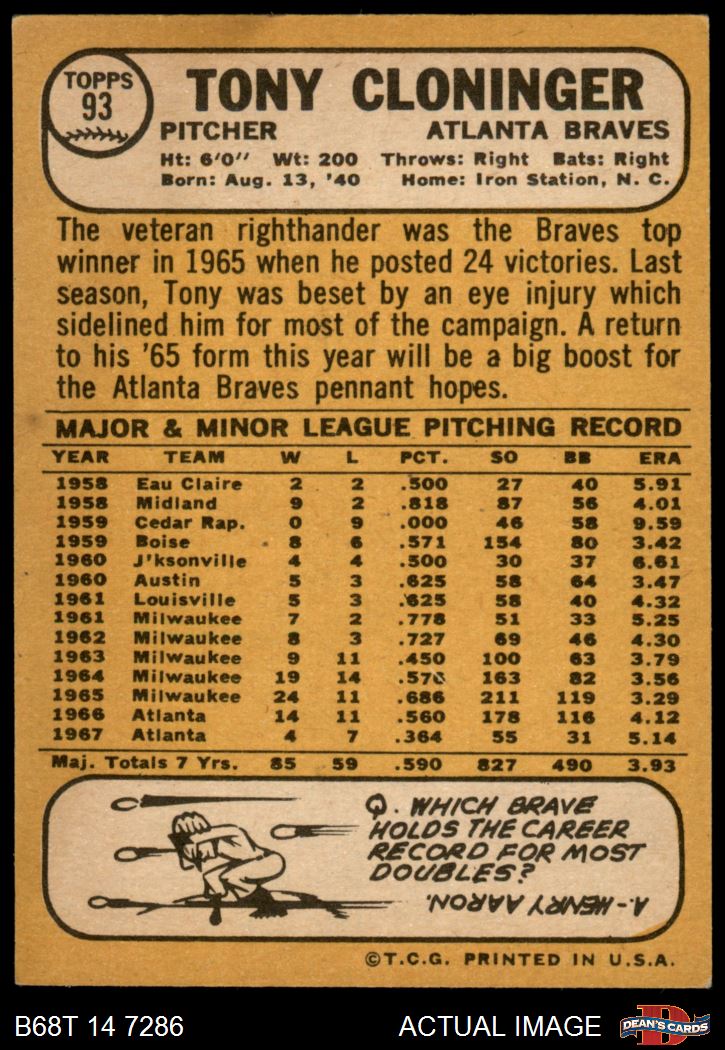 TOPPS
93
TONY CLONINGER
PITCHER ATLANTA BRAVES
Ht: 6'0" Wt: 200 Throws: Right Bats: Right
Born: Aug. 13, '40 Home: Iron Station, N. C.
The veteran righthander was the Braves top
winner in 1965 when he posted 24 victories. Last
season, Tony was beset by an eye injury which
sidelined him for most of the campaign. A return
to his '65 form this year will be a big boost for
the Atlanta Braves pennant hopes.
MAJOR & MINOR LEAGUE PITCHING RECORD
YEAR TEAM W L PCT. SO BB ERA
1958 Eau Claire 2 2 .500 27 40 5.91
1958 Midland 9 2 .818 87 56 4.01
1959 Cedar Rap. 0 9 .000 46 58 9.59
1959 Boise 8 6 .571 154 80 3.42
1960 J'ksonville 4 4 .500 30 37 6.61
1960 Austin 5 3 .625 58 64 3.47
1961 Louisville 5 3 .625 58 40 4.32
1961 Milwaukee 7 2 .778 51 33 5.25
1962 Milwaukee 8 3 .727 69 46 4.30
1963 Milwaukee 9 11 .450 100 63 3.79
1964 Milwaukee 19 14 .576 163 82 3.56
1965 Milwaukee 24 11 .686 211 119 3.29
1966 Atlanta 14 11 .560 178 116 4.12
1967 Atlanta 4 7 .364 55 31 5.14
Maj. Totals 7 Yrs. 85 59 .590 827 490 3.93
Q. WHICH BRAVE
HOLDS THE CAREER
RECORD FOR MOST
DOUBLES?
A-HENRY AARON.
©T.C.G. PRINTED IN U.S.A.
B68T 14 7286 ACTUAL IMAGE
D
DEAN'S CARDS